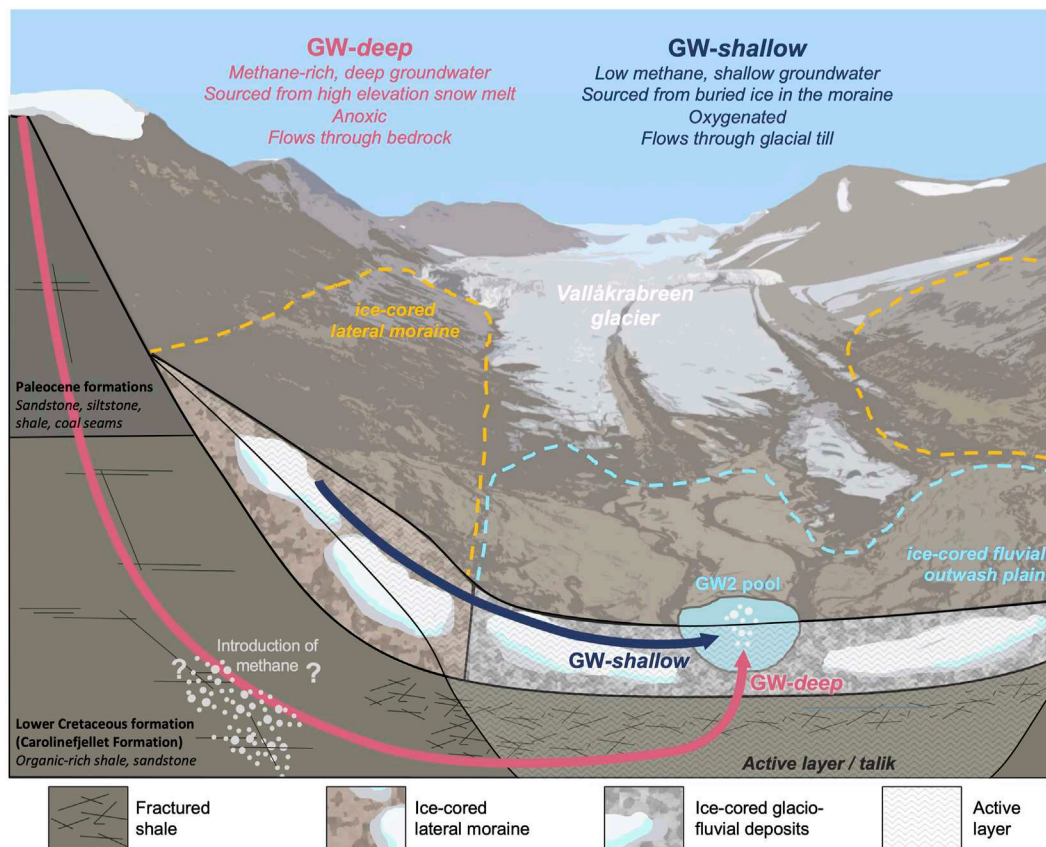 GW-deep
Methane-rich, deep groundwater
Sourced from high elevation snow melt
Anoxic
Flows through bedrock
GW-shallow
Low methane, shallow groundwater
Sourced from buried ice in the moraine
Oxygenated
Flows through glacial till
Vallåkrabreen
glacier
ice-cored
lateral moraine
Paleocene formations
Sandstone, siltstone,
shale, coal seams
ice-cored fluvial
outwash plain
GW2 pool
Introduction of
? methane ?
GW-shallow
GW-deep
Lower Cretaceous formation
(Carolinefjellet Formation)
Organic-rich shale, sandstone
Active layer / talik
Fractured
shale
Ice-cored
lateral moraine
Ice-cored glacio-
fluvial deposits
Active
layer